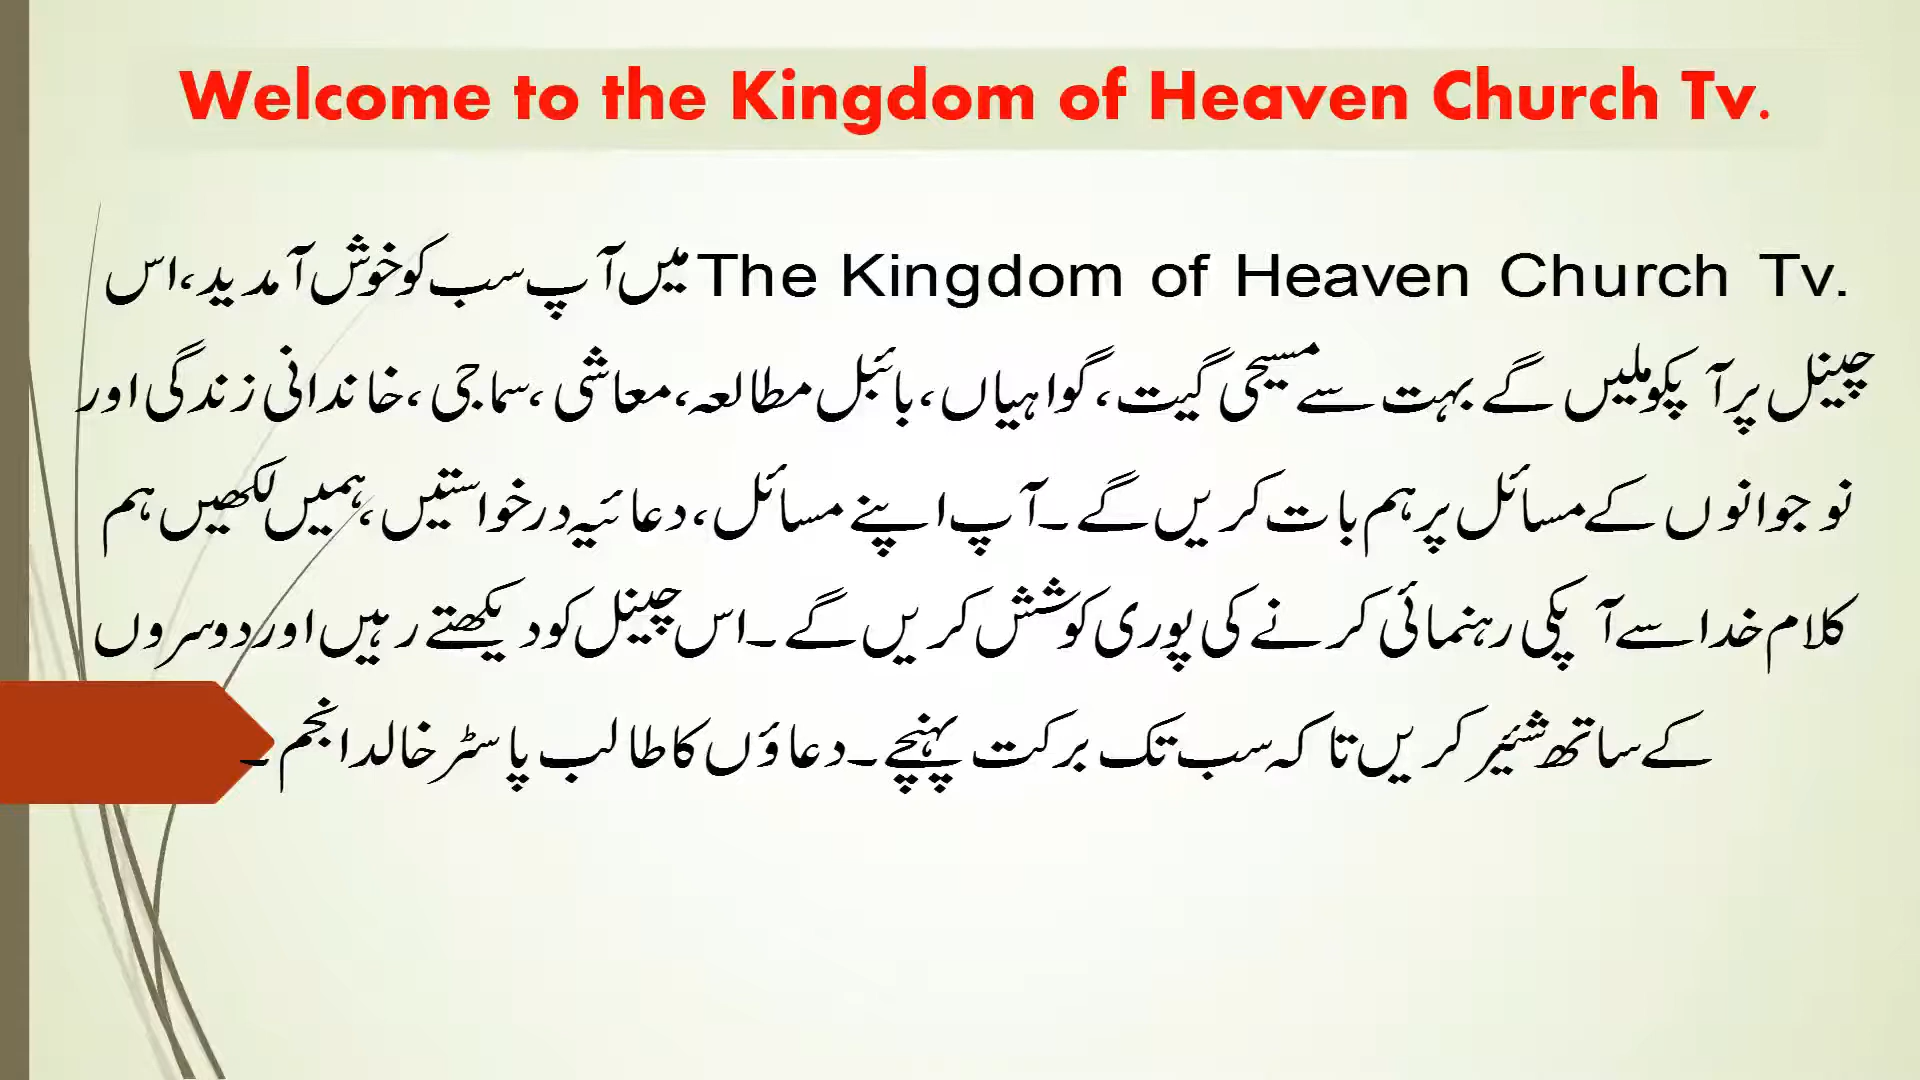 Welcome to the Kingdom of Heaven Church Tv.
The Kingdom of Heaven Church Tv. میں آپ سب کو خوش آمدید، اس
چینل پر آپکو ملیں گے بہت سے مسیحی گیت، گواہیاں، بائبل مطالعہ، معاشی، سماجی، خاندانی زندگی اور
نوجوانوں کے مسائل پر ہم بات کریں گے۔ آپ اپنے مسائل، دعائیہ درخواستیں، ہمیں لکھیں ہم
کلام خدا سے آپکی رہنمائی کرنے کی پوری کوشش کریں گے۔ اس چینل کو دیکھتے رہیں اور دوسروں
کے ساتھ شئیر کریں تاکہ سب تک برکت پہنچے۔ دعاؤں کا طالب پاسٹر خالد انجم۔